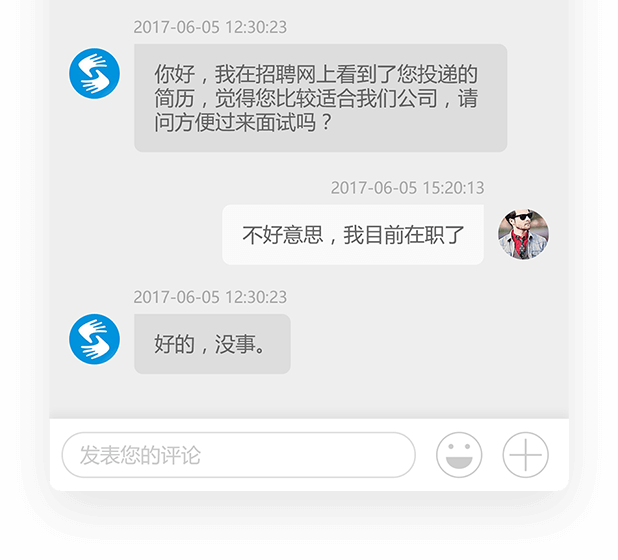 2017-06-05 12:30:23
你好，我在招聘网上看到了您投递的
简历，觉得您比较适合我们公司，请
问方便过来面试吗？
2017-06-05 15:20:13
不好意思，我目前在职了
2017-06-05 12:30:23
好的，没事。
发表您的评论